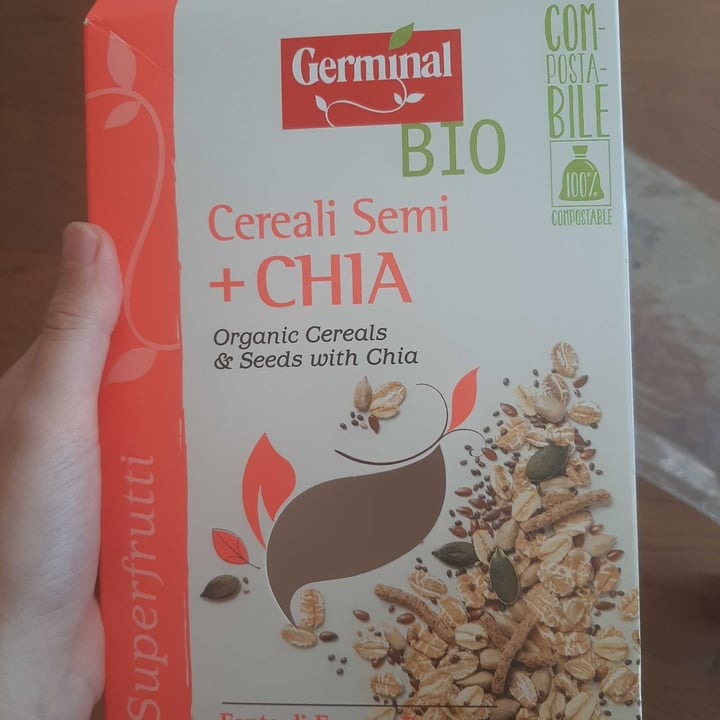 Germinal
BIO
COM-
POSTA-
BILE
100%
COMPOSTABLE
Cereali Semi
+CHIA
Organic Cereals
& Seeds with Chia
Superfrutti